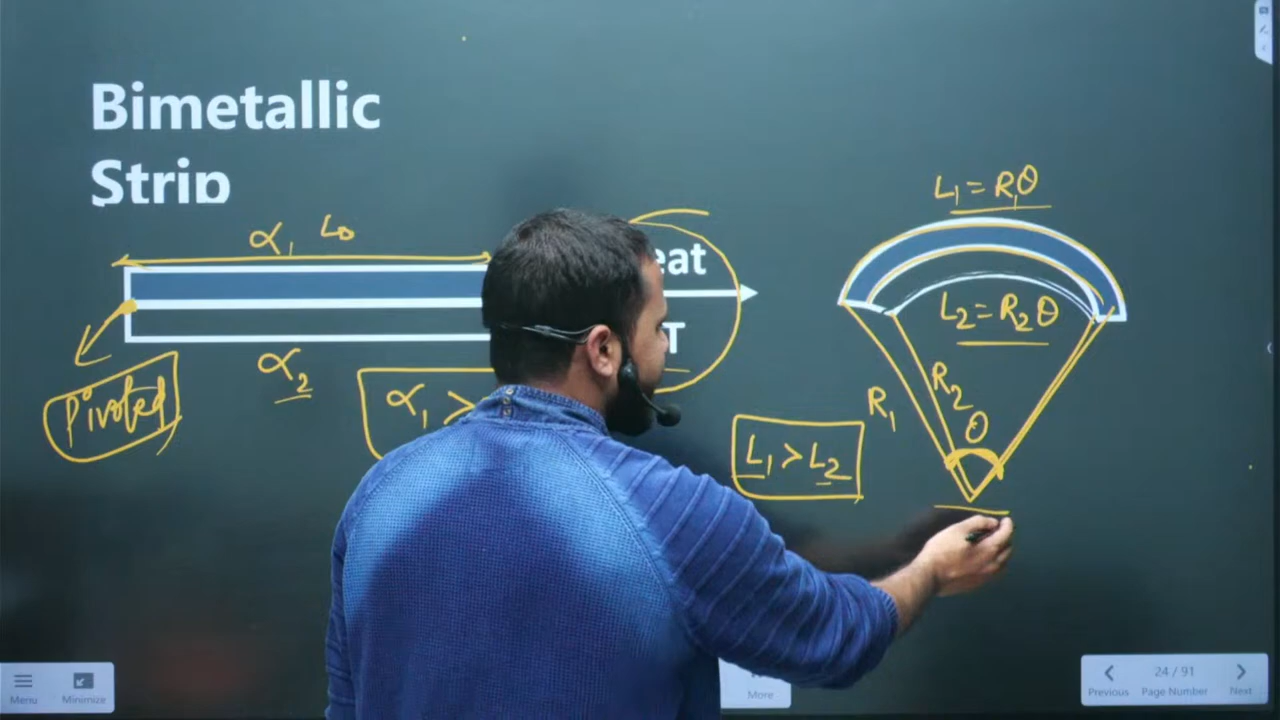 Bimetallic
Strip
α₁ L₀
α₂
Pivoted
α₁ >
eat
T
L₁ = R₁θ
L₂ = R₂θ
R₁
R₂
θ
L₁ > L₂
Menu
Minimize
More
Previous
24 / 91
Page Number
Next